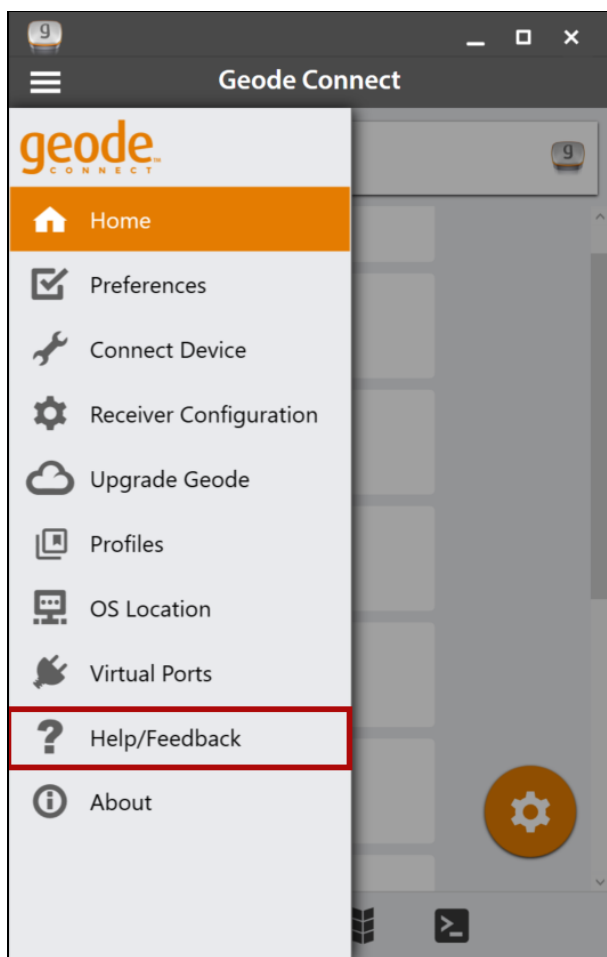 g
Geode Connect
geode™
CONNECT
g
Home
Preferences
Connect Device
Receiver Configuration
Upgrade Geode
Profiles
OS Location
Virtual Ports
Help/Feedback
About